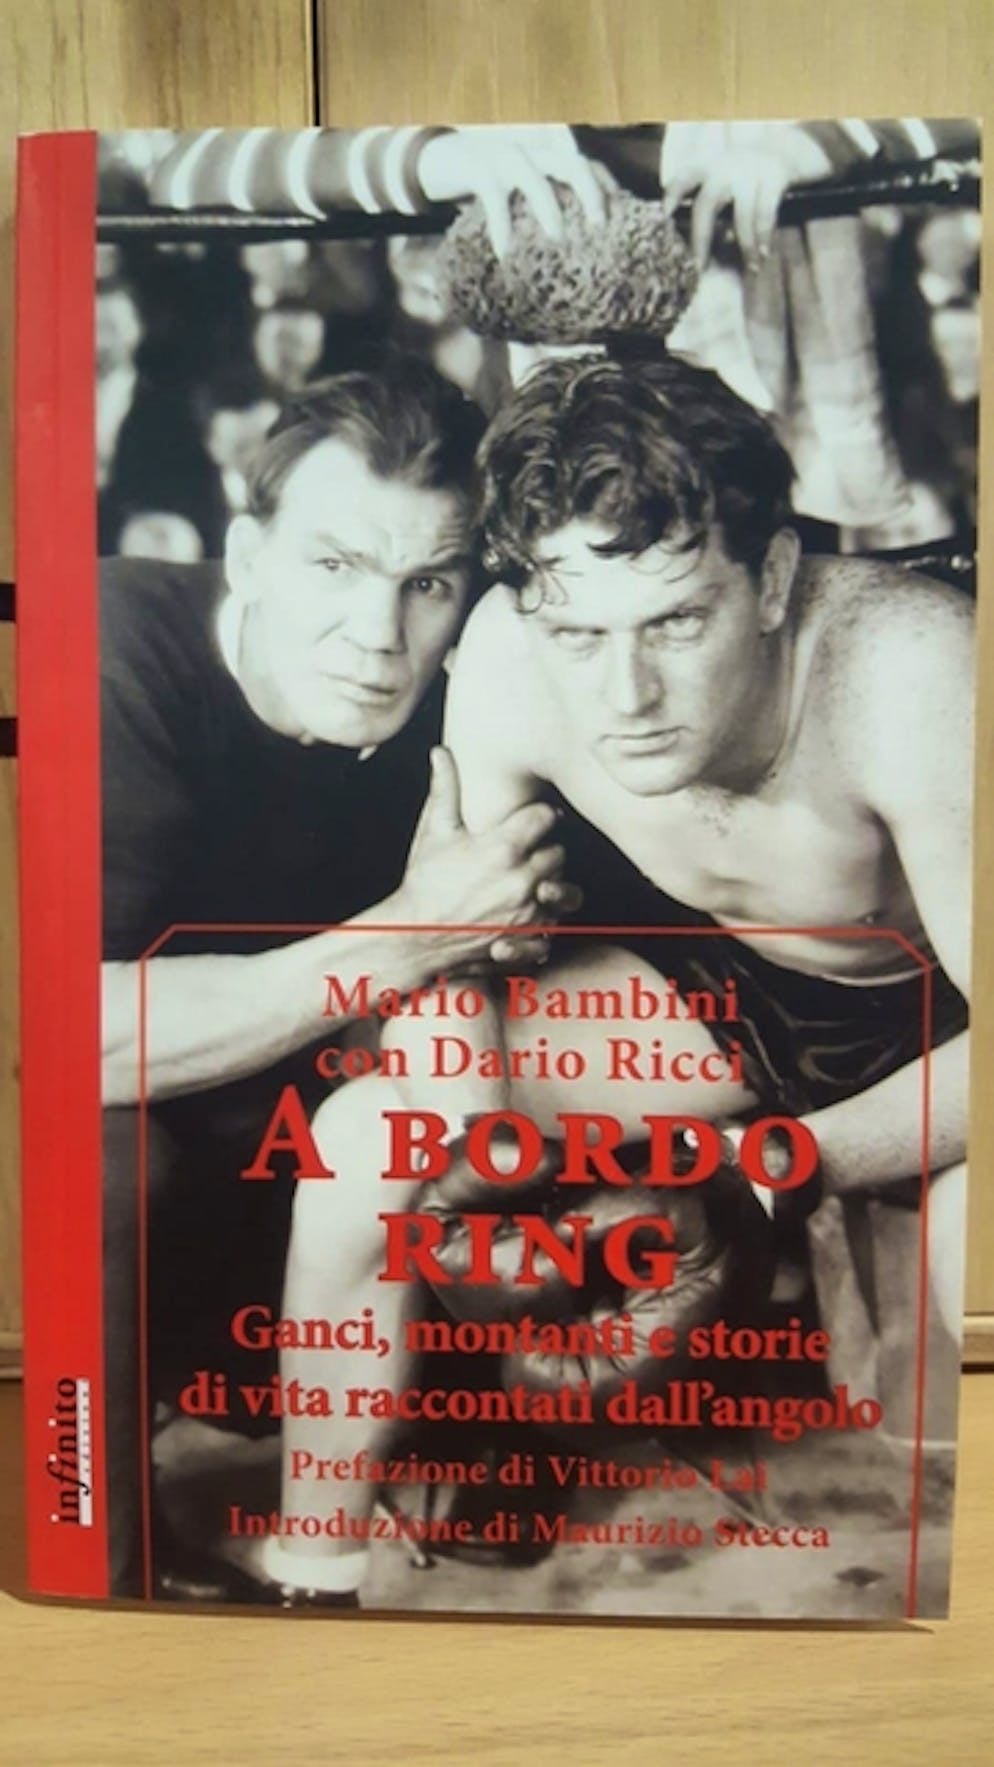 Mario Bambini
con Dario Ricci
A BORDO
RING
Ganci, montanti e storie
di vita raccontati dall'angolo
Prefazione di Vittorio Lai
Introduzione di Maurizio Stecca
infinito